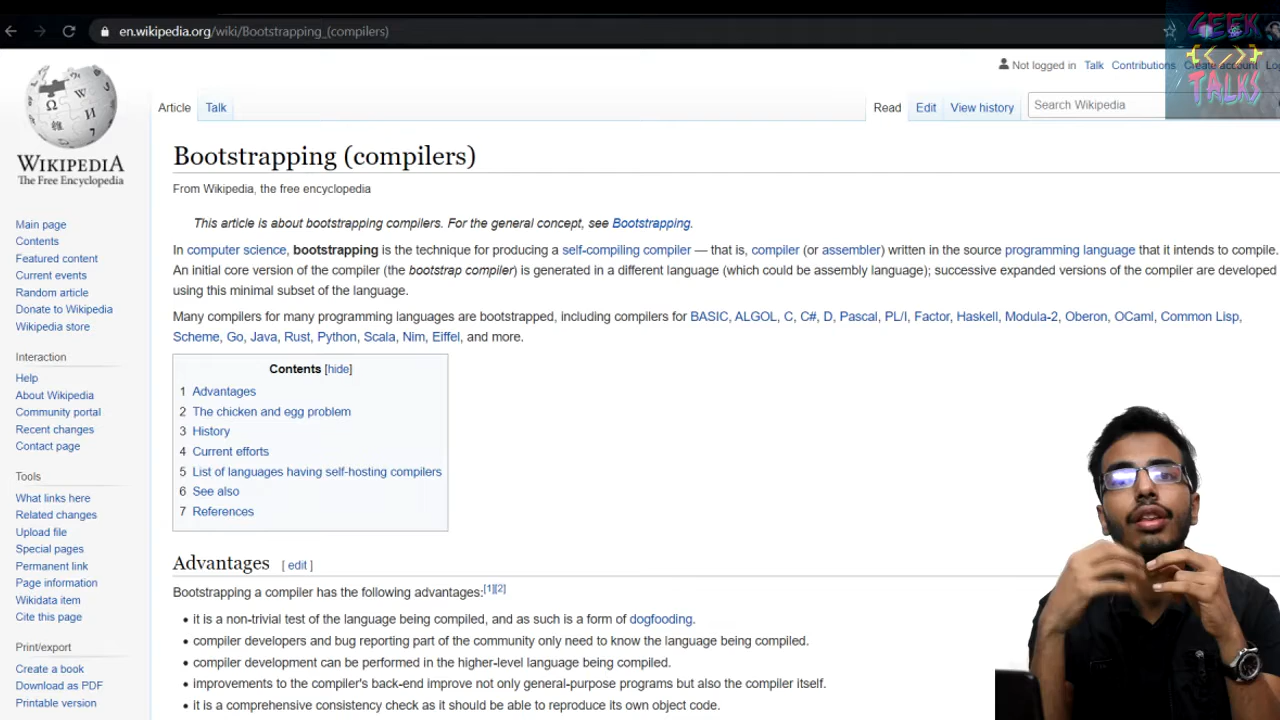 en.wikipedia.org/wiki/Bootstrapping_(compilers)
GEEK
</>
TALKS
Not logged in Talk Contributions Create account
WIKIPEDIA
The Free Encyclopedia
Article Talk
Read Edit View history Search Wikipedia
Bootstrapping (compilers)
From Wikipedia, the free encyclopedia
This article is about bootstrapping compilers. For the general concept, see Bootstrapping.
In computer science, bootstrapping is the technique for producing a self-compiling compiler — that is, compiler (or assembler) written in the source programming language that it intends to compile.
An initial core version of the compiler (the bootstrap compiler) is generated in a different language (which could be assembly language); successive expanded versions of the compiler are developed
using this minimal subset of the language.
Many compilers for many programming languages are bootstrapped, including compilers for BASIC, ALGOL, C, C#, D, Pascal, PL/I, Factor, Haskell, Modula-2, Oberon, OCaml, Common Lisp,
Scheme, Go, Java, Rust, Python, Scala, Nim, Eiffel, and more.
Contents [hide]
1 Advantages
2 The chicken and egg problem
3 History
4 Current efforts
5 List of languages having self-hosting compilers
6 See also
7 References
Advantages [ edit ]
Bootstrapping a compiler has the following advantages:[1][2]
• it is a non-trivial test of the language being compiled, and as such is a form of dogfooding.
• compiler developers and bug reporting part of the community only need to know the language being compiled.
• compiler development can be performed in the higher-level language being compiled.
• improvements to the compiler's back-end improve not only general-purpose programs but also the compiler itself.
• it is a comprehensive consistency check as it should be able to reproduce its own object code.
Main page
Contents
Featured content
Current events
Random article
Donate to Wikipedia
Wikipedia store
Interaction
Help
About Wikipedia
Community portal
Recent changes
Contact page
Tools
What links here
Related changes
Upload file
Special pages
Permanent link
Page information
Wikidata item
Cite this page
Print/export
Create a book
Download as PDF
Printable version